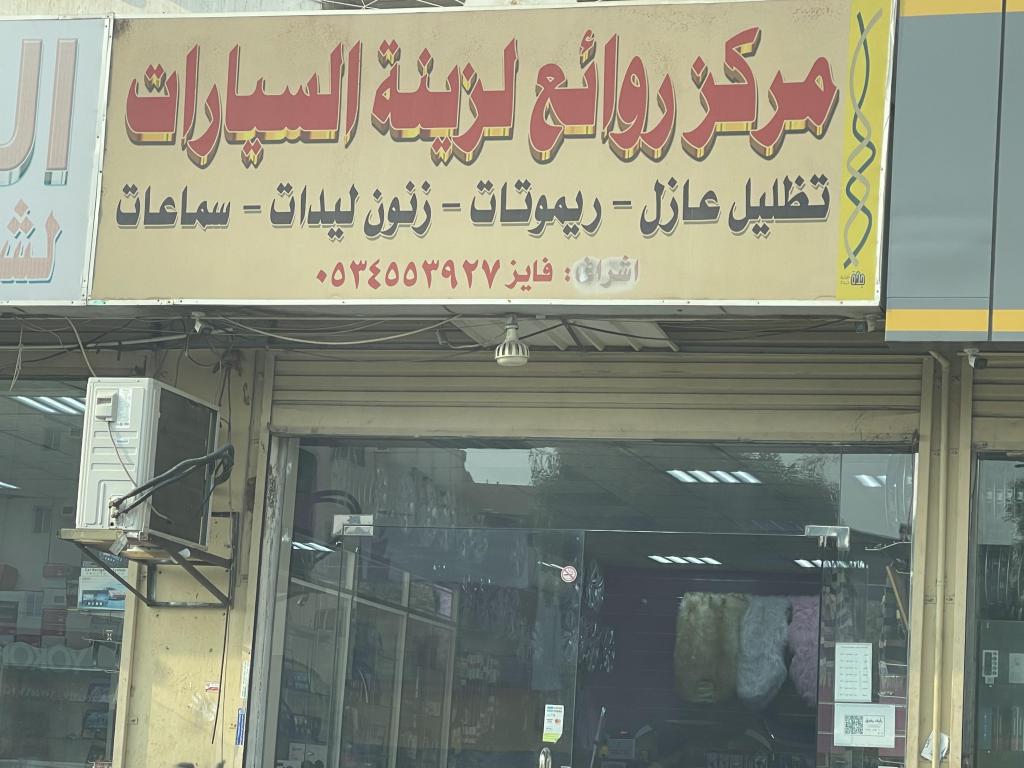 مركز روائع لزينة السيارات
تظليل عازل - ريموتات - زنون ليدات - سماعات
اشراف : فايز ٠٥٣٤٥٥٣٩٢٧